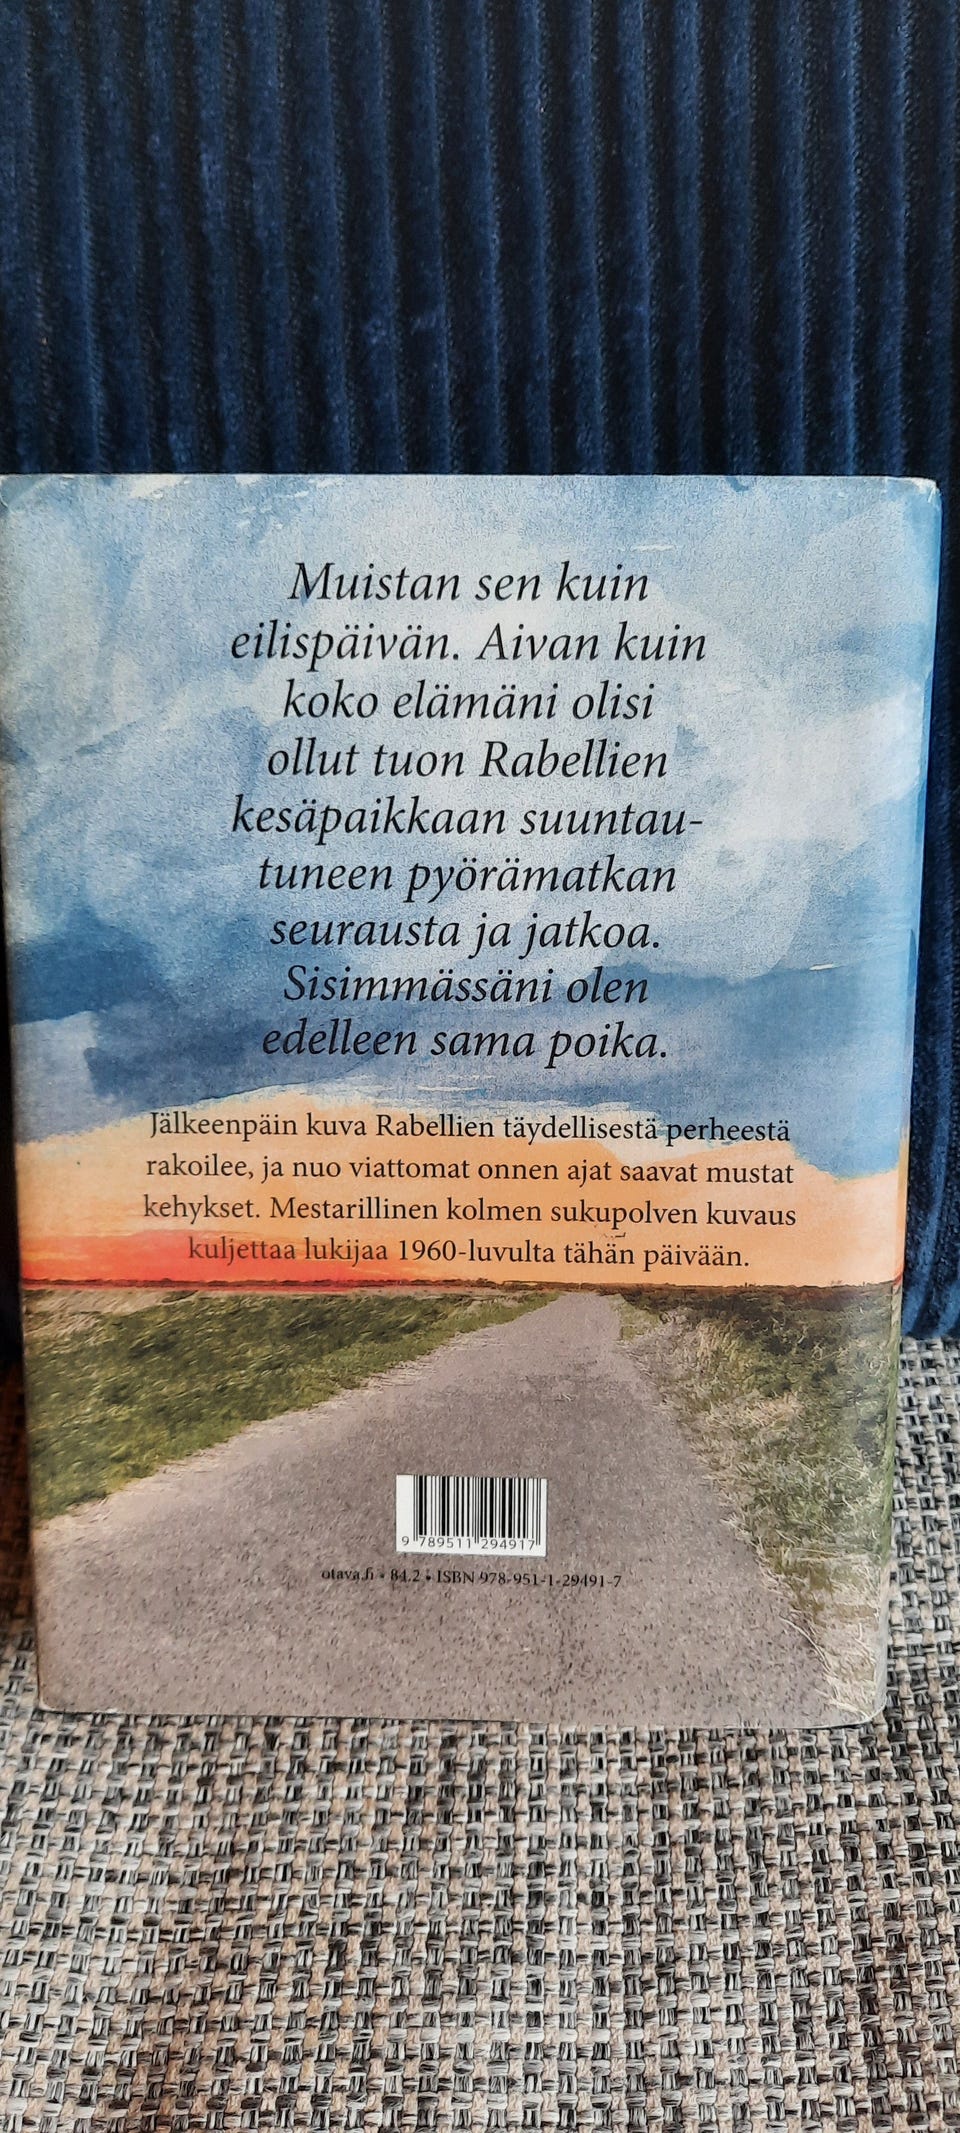 Muistan sen kuin
eilispäivän. Aivan kuin
koko elämäni olisi
ollut tuon Rabellien
kesäpaikkaan suuntau-
tuneen pyörämatkan
seurausta ja jatkoa.
Sisimmässäni olen
edelleen sama poika.
Jälkeenpäin kuva Rabellien täydellisestä perheestä
rakoilee, ja nuo viattomat onnen ajat saavat mustat
kehykset. Mestarillinen kolmen sukupolven kuvaus
kuljettaa lukijaa 1960-luvulta tähän päivään.
9 789511 294917
otava.fi • 84.2 • ISBN 978-951-1-29491-7